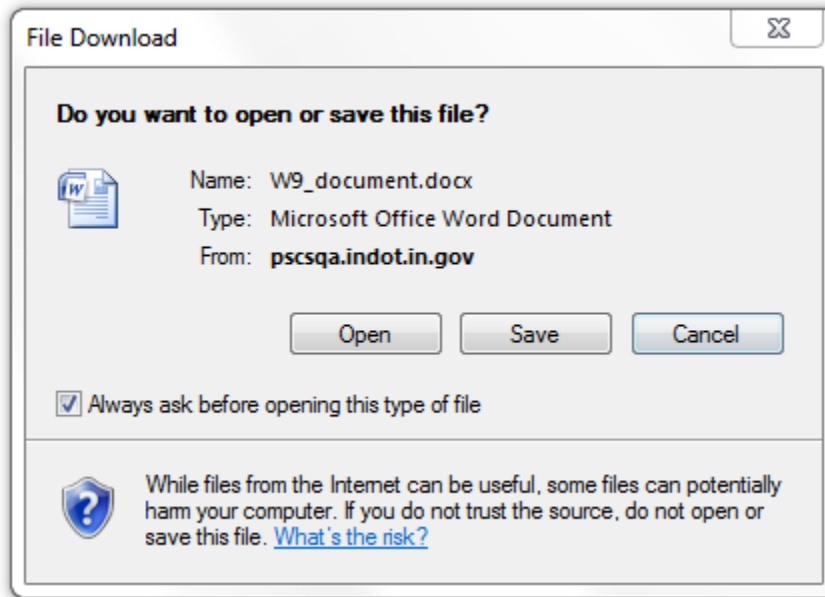 File Download
Do you want to open or save this file?
Name: W9_document.docx
Type: Microsoft Office Word Document
From: pscsqa.indot.in.gov
Open Save Cancel
Always ask before opening this type of file
While files from the Internet can be useful, some files can potentially
harm your computer. If you do not trust the source, do not open or
save this file. What's the risk?